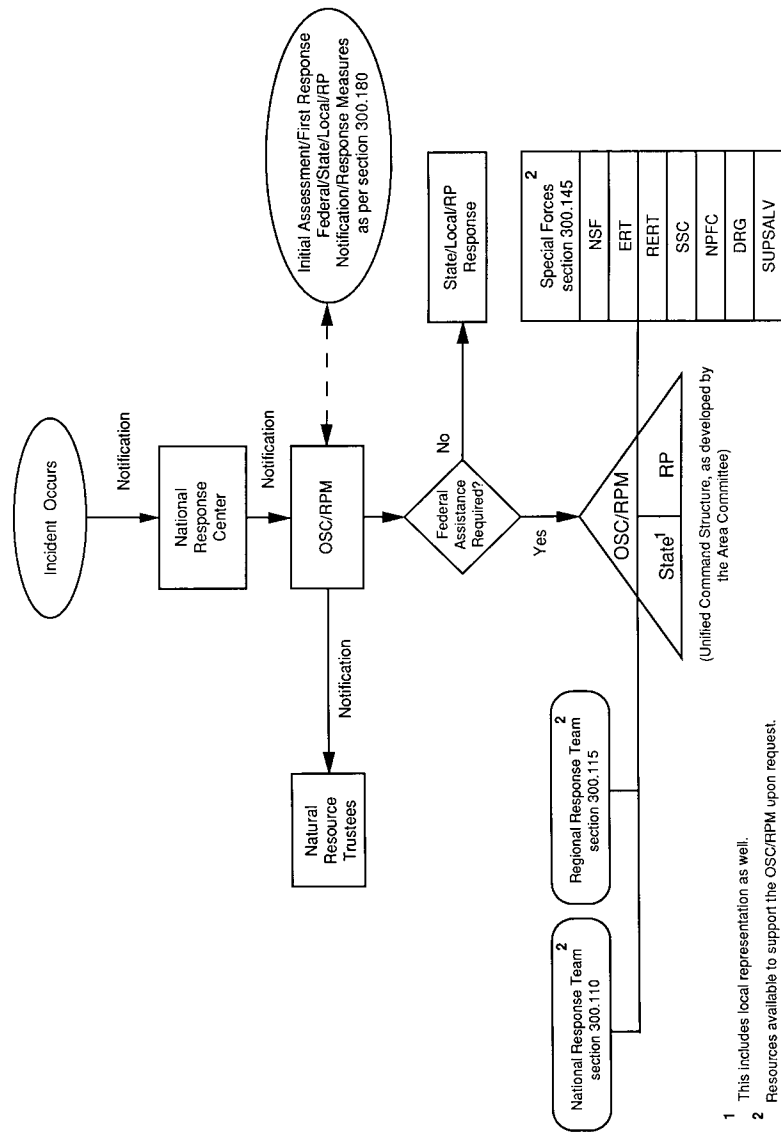 Incident Occurs
Notification
National
Response
Center
Notification
Initial Assessment/First Response
Federal/State/Local/RP
Notification/Response Measures
as per section 300.180
OSC/RPM
Notification
Natural
Resource
Trustees
Federal
Assistance
Required?
No
State/Local/RP
Response
Yes
OSC/RPM
State1
RP
(Unified Command Structure, as developed by
the Area Committee)
National Response Team 2
section 300.110
Regional Response Team 2
section 300.115
Special Forces 2
section 300.145
NSF
ERT
RERT
SSC
NPFC
DRG
SUPSALV
1 This includes local representation as well.
2 Resources available to support the OSC/RPM upon request.